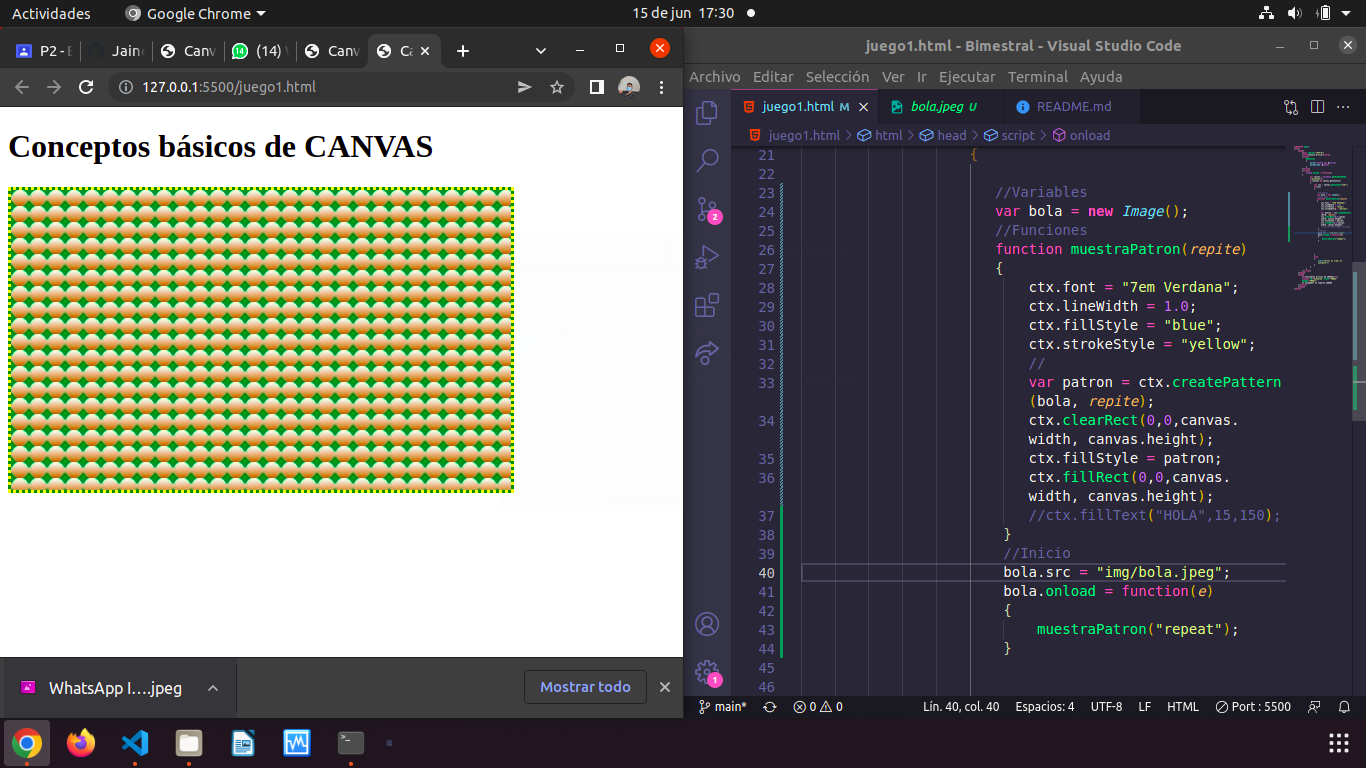 Actividades
Google Chrome
15 de jun 17:30
P2 - E
Jain
Can
(14)
Can
Ca
127.0.0.1:5500/juego1.html
Conceptos básicos de CANVAS
WhatsApp I....jpeg
Mostrar todo
juego1.html - Bimestral - Visual Studio Code
Archivo Editar Selección Ver Ir Ejecutar Terminal Ayuda
juego1.html M
bola.jpeg U
README.md
juego1.html > html > head > script > onload
21 {
22
23 //Variables
24 var bola = new Image();
25 //Funciones
26 function muestraPatron(repite)
27 {
28 ctx.font = "7em Verdana";
29 ctx.lineWidth = 1.0;
30 ctx.fillStyle = "blue";
31 ctx.strokeStyle = "yellow";
32 //
33 var patron = ctx.createPattern
(bola, repite);
34 ctx.clearRect(0,0,canvas.
width, canvas.height);
35 ctx.fillStyle = patron;
36 ctx.fillRect(0,0,canvas.
width, canvas.height);
37 //ctx.fillText("HOLA",15,150);
38 }
39 //Inicio
40 bola.src = "img/bola.jpeg";
41 bola.onload = function(e)
42 {
43 muestraPatron("repeat");
44 }
45
46
2
1
main* 0 0 Lín. 40, col. 40 Espacios: 4 UTF-8 LF HTML Port : 5500